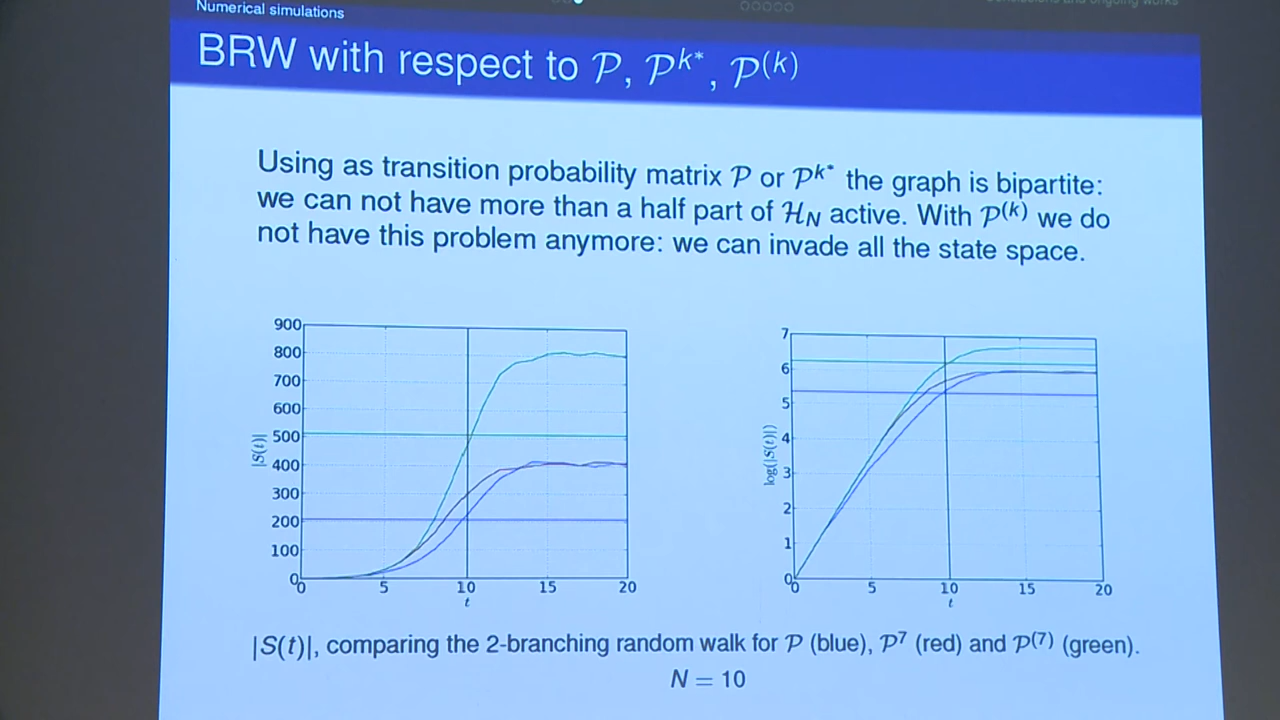 Numerical simulations
BRW with respect to 𝒫, 𝒫^{k*}, 𝒫^{(k)}
Using as transition probability matrix 𝒫 or 𝒫^{k*} the graph is bipartite:
we can not have more than a half part of ℋ_N active. With 𝒫^{(k)} we do
not have this problem anymore: we can invade all the state space.
900
800
700
600
500
400
300
200
100
0
|S(t)|
0 5 10 15 20
t
7
6
5
4
3
2
1
0
log(|S(t)|)
0 5 10 15 20
t
|S(t)|, comparing the 2-branching random walk for 𝒫 (blue), 𝒫^7 (red) and 𝒫^{(7)} (green).
N = 10